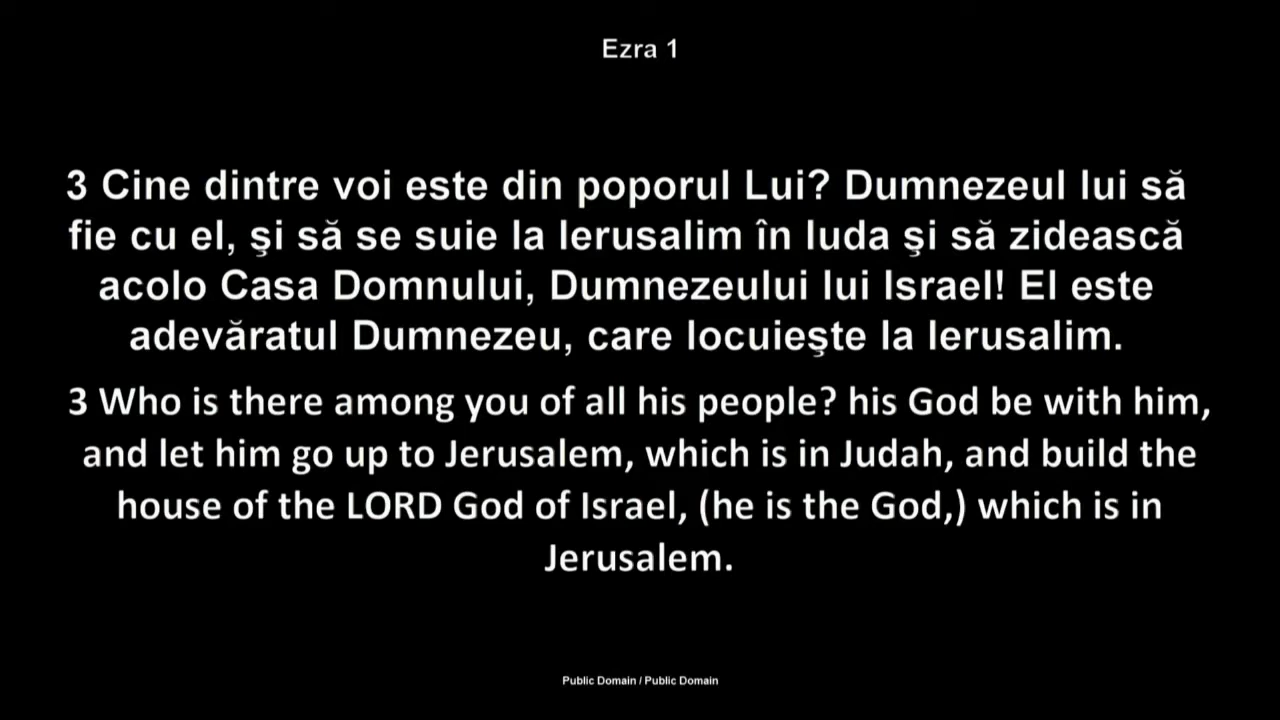 Ezra 1
3 Cine dintre voi este din poporul Lui? Dumnezeul lui să
fie cu el, şi să se suie la Ierusalim în Iuda şi să zidească
acolo Casa Domnului, Dumnezeului lui Israel! El este
adevăratul Dumnezeu, care locuieşte la Ierusalim.
3 Who is there among you of all his people? his God be with him,
and let him go up to Jerusalem, which is in Judah, and build the
house of the LORD God of Israel, (he is the God,) which is in
Jerusalem.
Public Domain / Public Domain